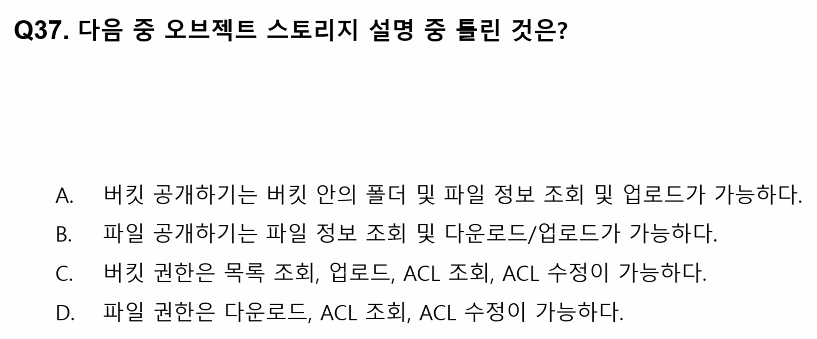 Q37. 다음 중 오브젝트 스토리지 설명 중 틀린 것은?
A. 버킷 공개하기는 버킷 안의 폴더 및 파일 정보 조회 및 업로드가 가능하다.
B. 파일 공개하기는 파일 정보 조회 및 다운로드/업로드가 가능하다.
C. 버킷 권한은 목록 조회, 업로드, ACL 조회, ACL 수정이 가능하다.
D. 파일 권한은 다운로드, ACL 조회, ACL 수정이 가능하다.